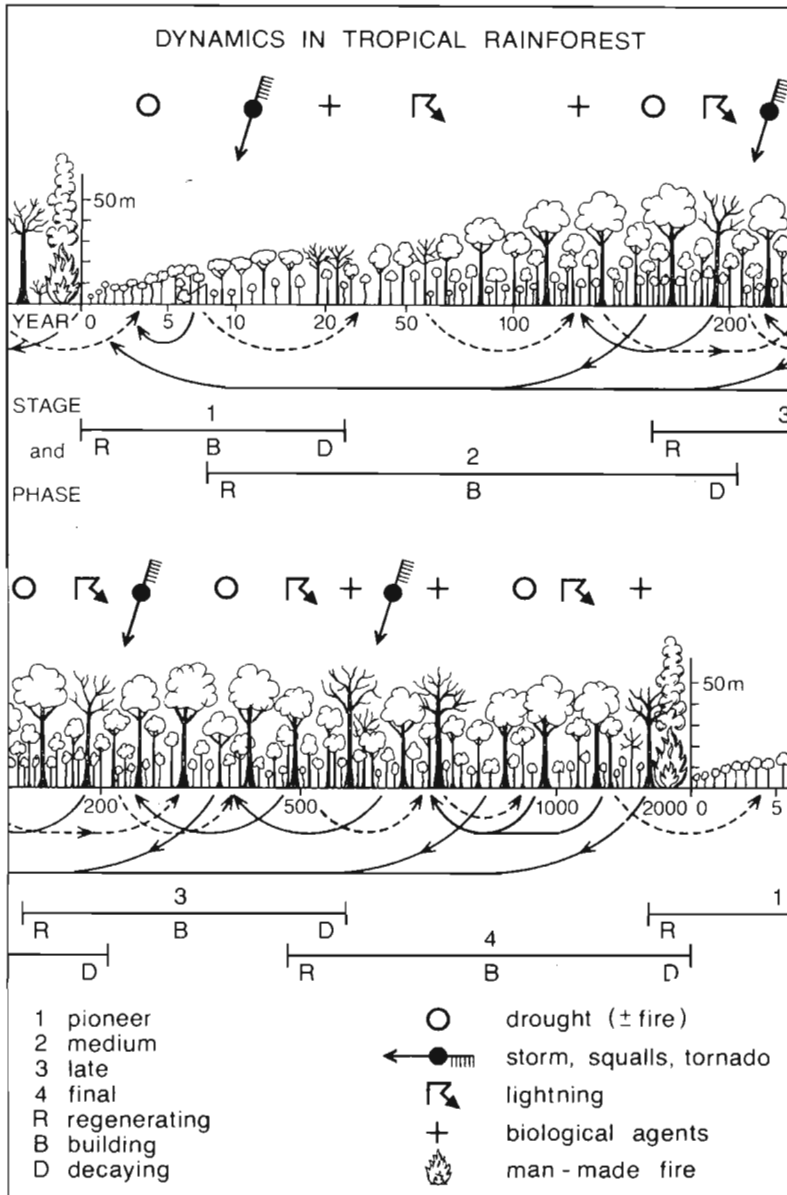 DYNAMICS IN TROPICAL RAINFOREST
50m
YEAR 0 5 10 20 50 100 200
STAGE
and
PHASE
1
R B D
2
R B D
3
R
50m
200 500 1000 2000 0 5
3
R B D
D
4
R B D
1
R
1 pioneer
2 medium
3 late
4 final
R regenerating
B building
D decaying
drought (± fire)
storm, squalls, tornado
lightning
+ biological agents
man-made fire